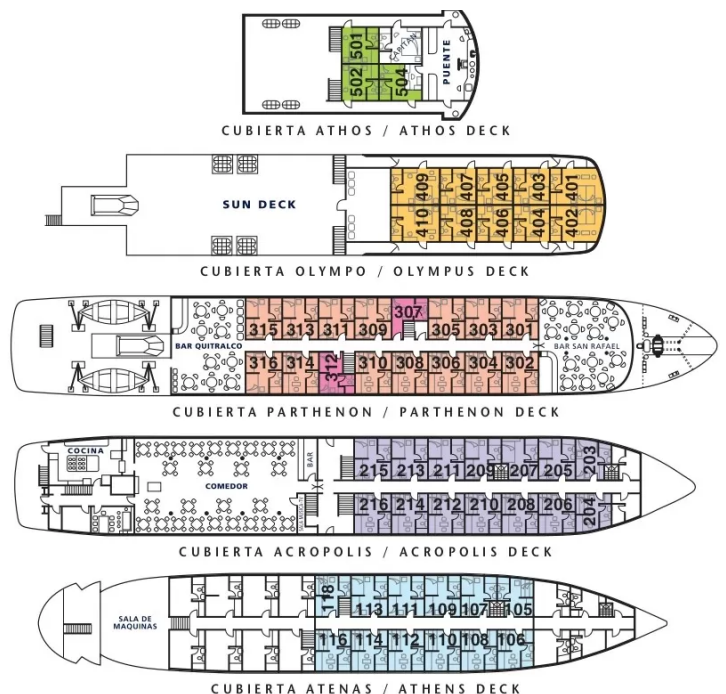 501
CAPITAN
PUENTE
502
504
CUBIERTA ATHOS / ATHOS DECK
SUN DECK
409 407 405 403 401
410 408 406 404 402
CUBIERTA OLYMPO / OLYMPUS DECK
307
315 313 311 309 305 303 301
BAR QUITRALCO
BAR SAN RAFAEL
316 314 312 310 308 306 304 302
CUBIERTA PARTHENON / PARTHENON DECK
COCINA
BAR
COMEDOR
215 213 211 209 207 205 203
216 214 212 210 208 206 204
CUBIERTA ACROPOLIS / ACROPOLIS DECK
SALA DE
MAQUINAS
118 113 111 109 107 105
116 114 112 110 108 106
CUBIERTA ATENAS / ATHENS DECK